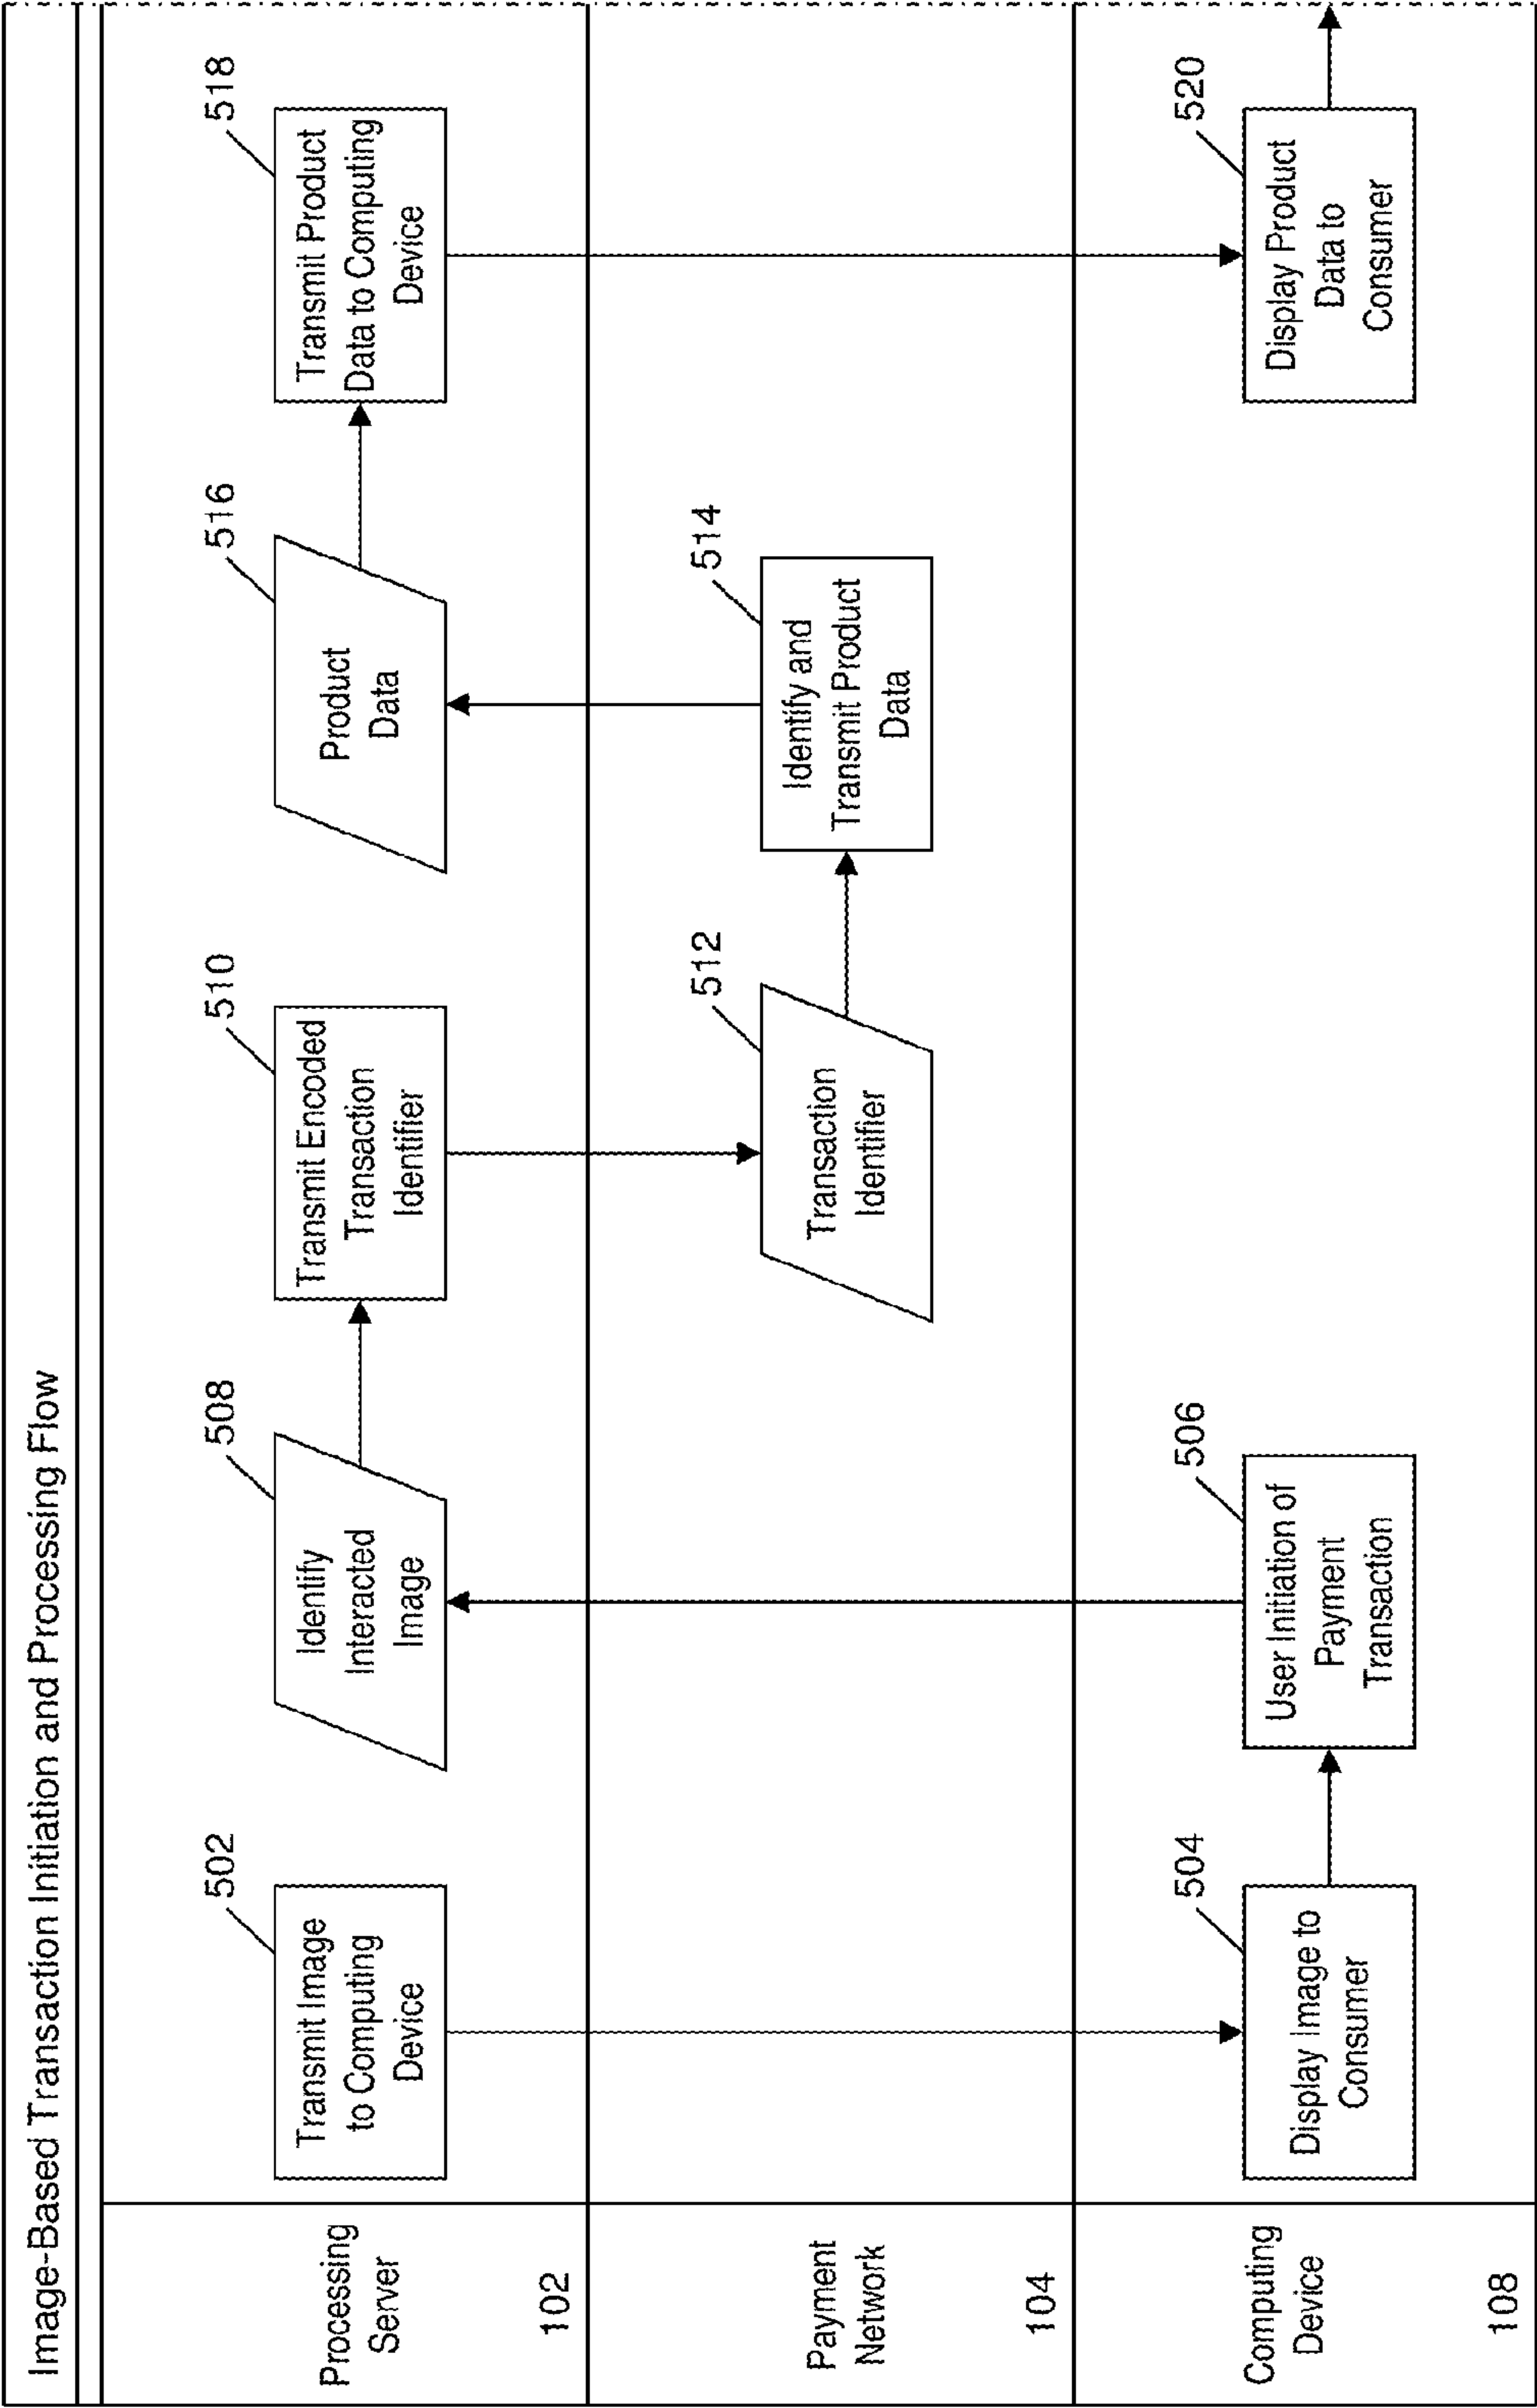 Image-Based Transaction Initiation and Processing Flow
Processing
Server
102
502
Transmit Image
to Computing
Device
508
Identify
Interacted
Image
510
Transmit Encoded
Transaction
Identifier
516
Product
Data
518
Transmit Product
Data to Computing
Device
Payment
Network
104
512
Transaction
Identifier
514
Identify and
Transmit Product
Data
Computing
Device
108
504
Display Image to
Consumer
506
User Initiation of
Payment
Transaction
520
Display Product
Data to
Consumer